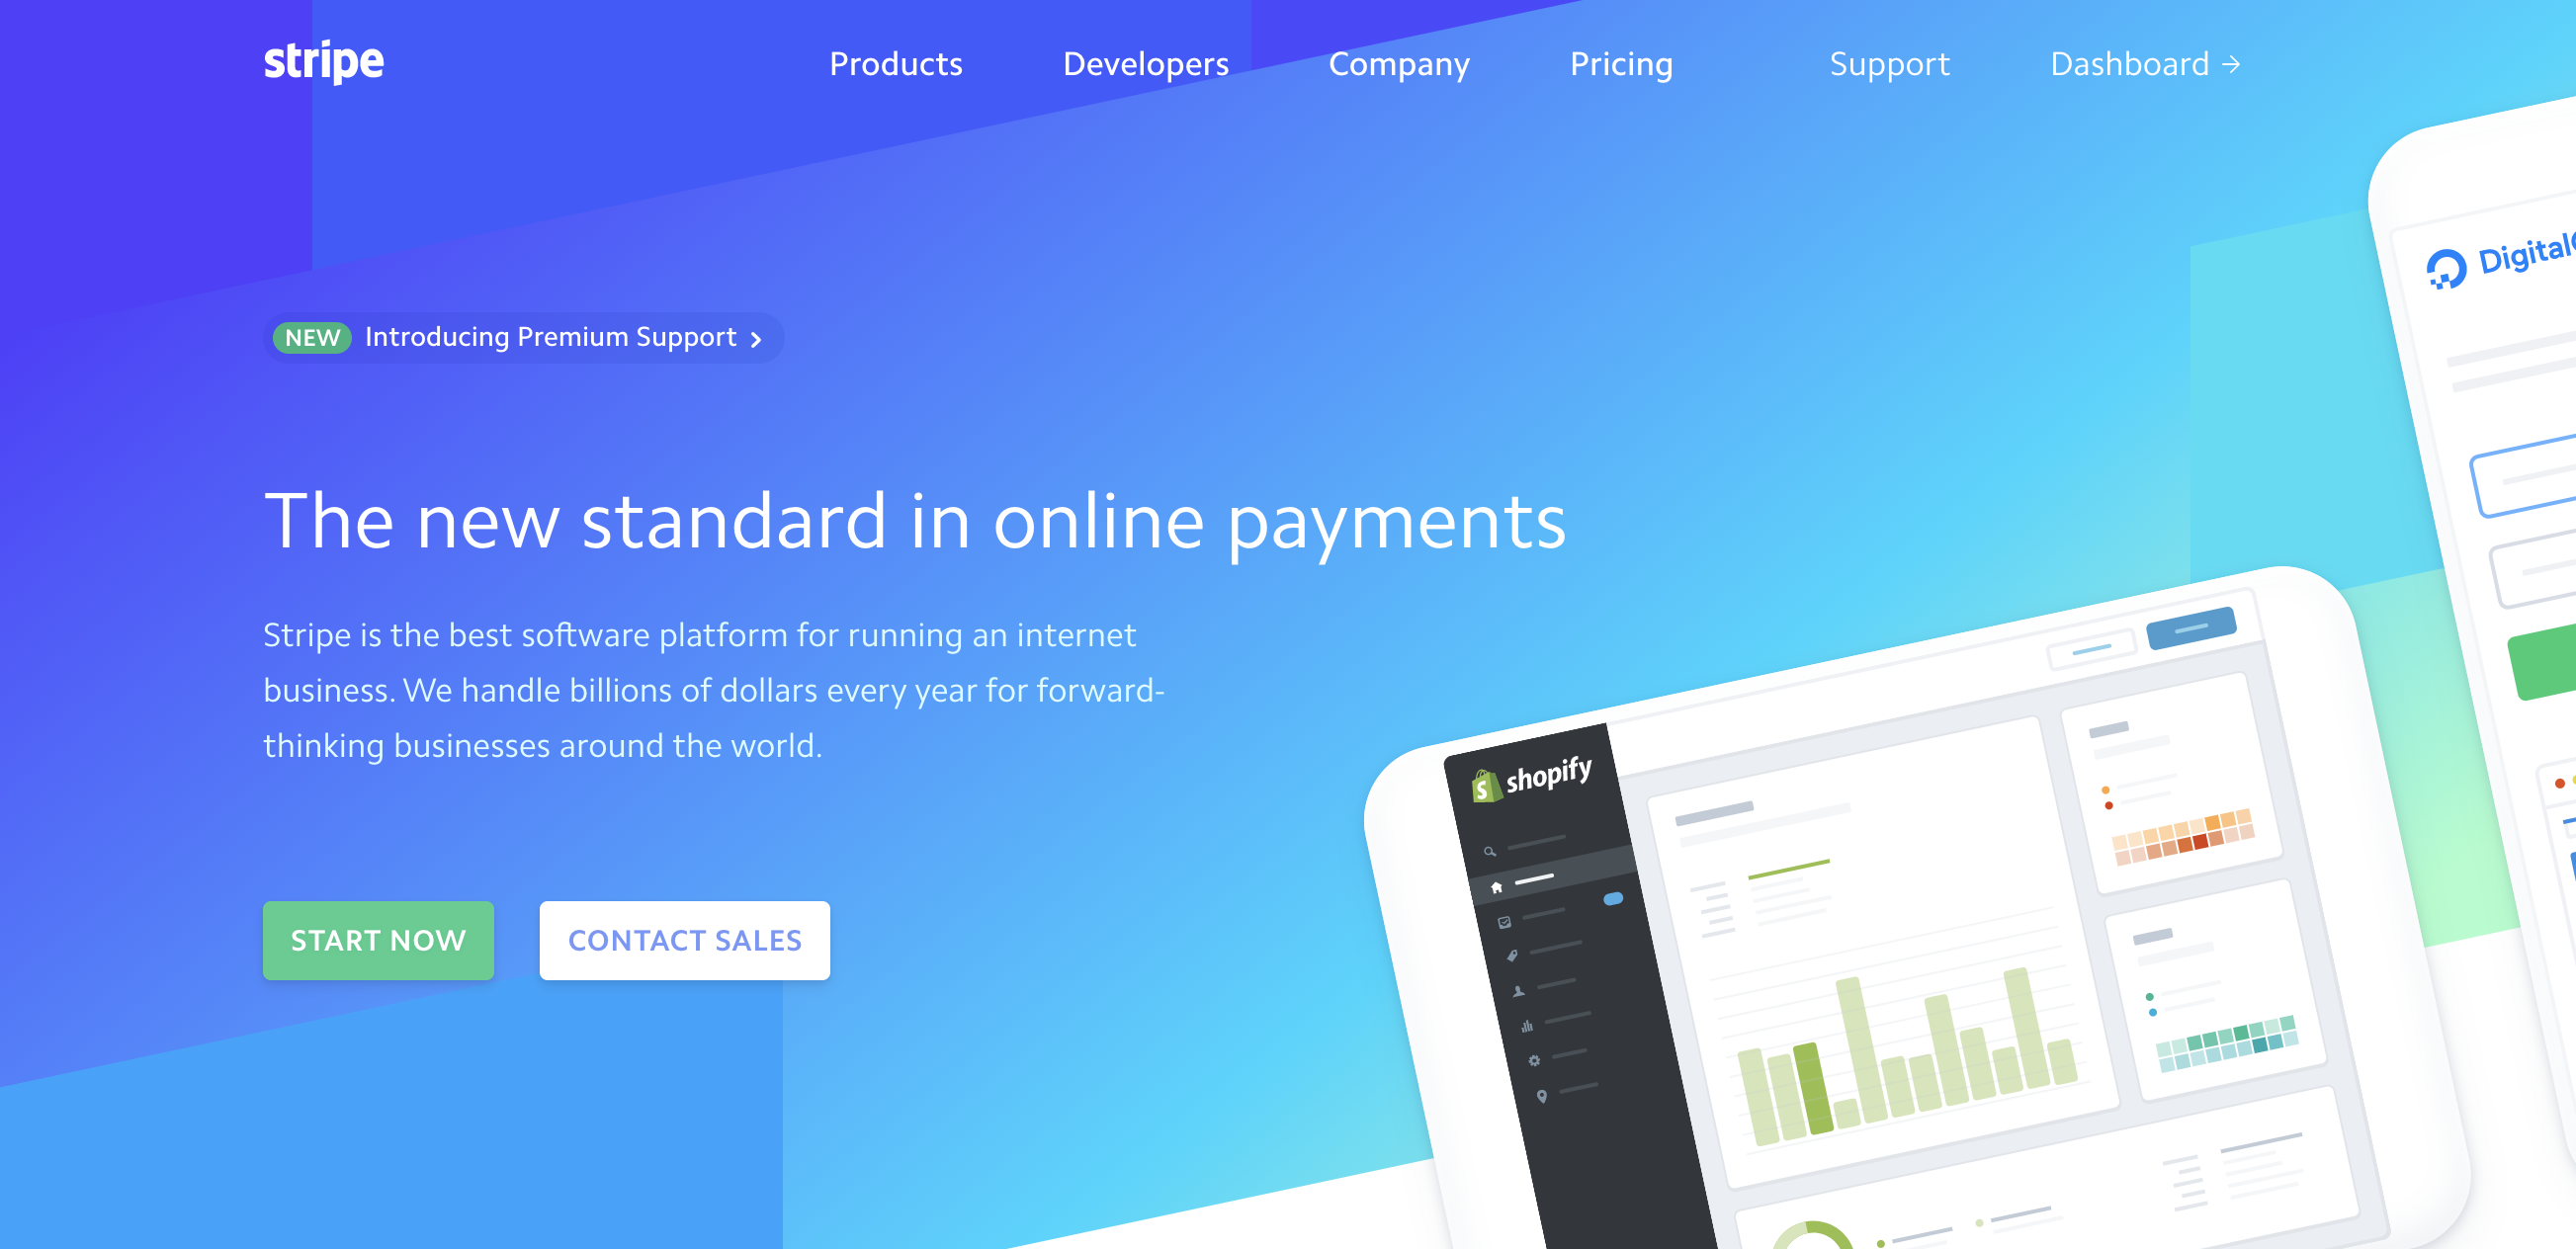 stripe
Products
Developers
Company
Pricing
Support
Dashboard →
NEW Introducing Premium Support
The new standard in online payments
Stripe is the best software platform for running an internet
business. We handle billions of dollars every year for forward-
thinking businesses around the world.
START NOW
CONTACT SALES
Digital
shopify